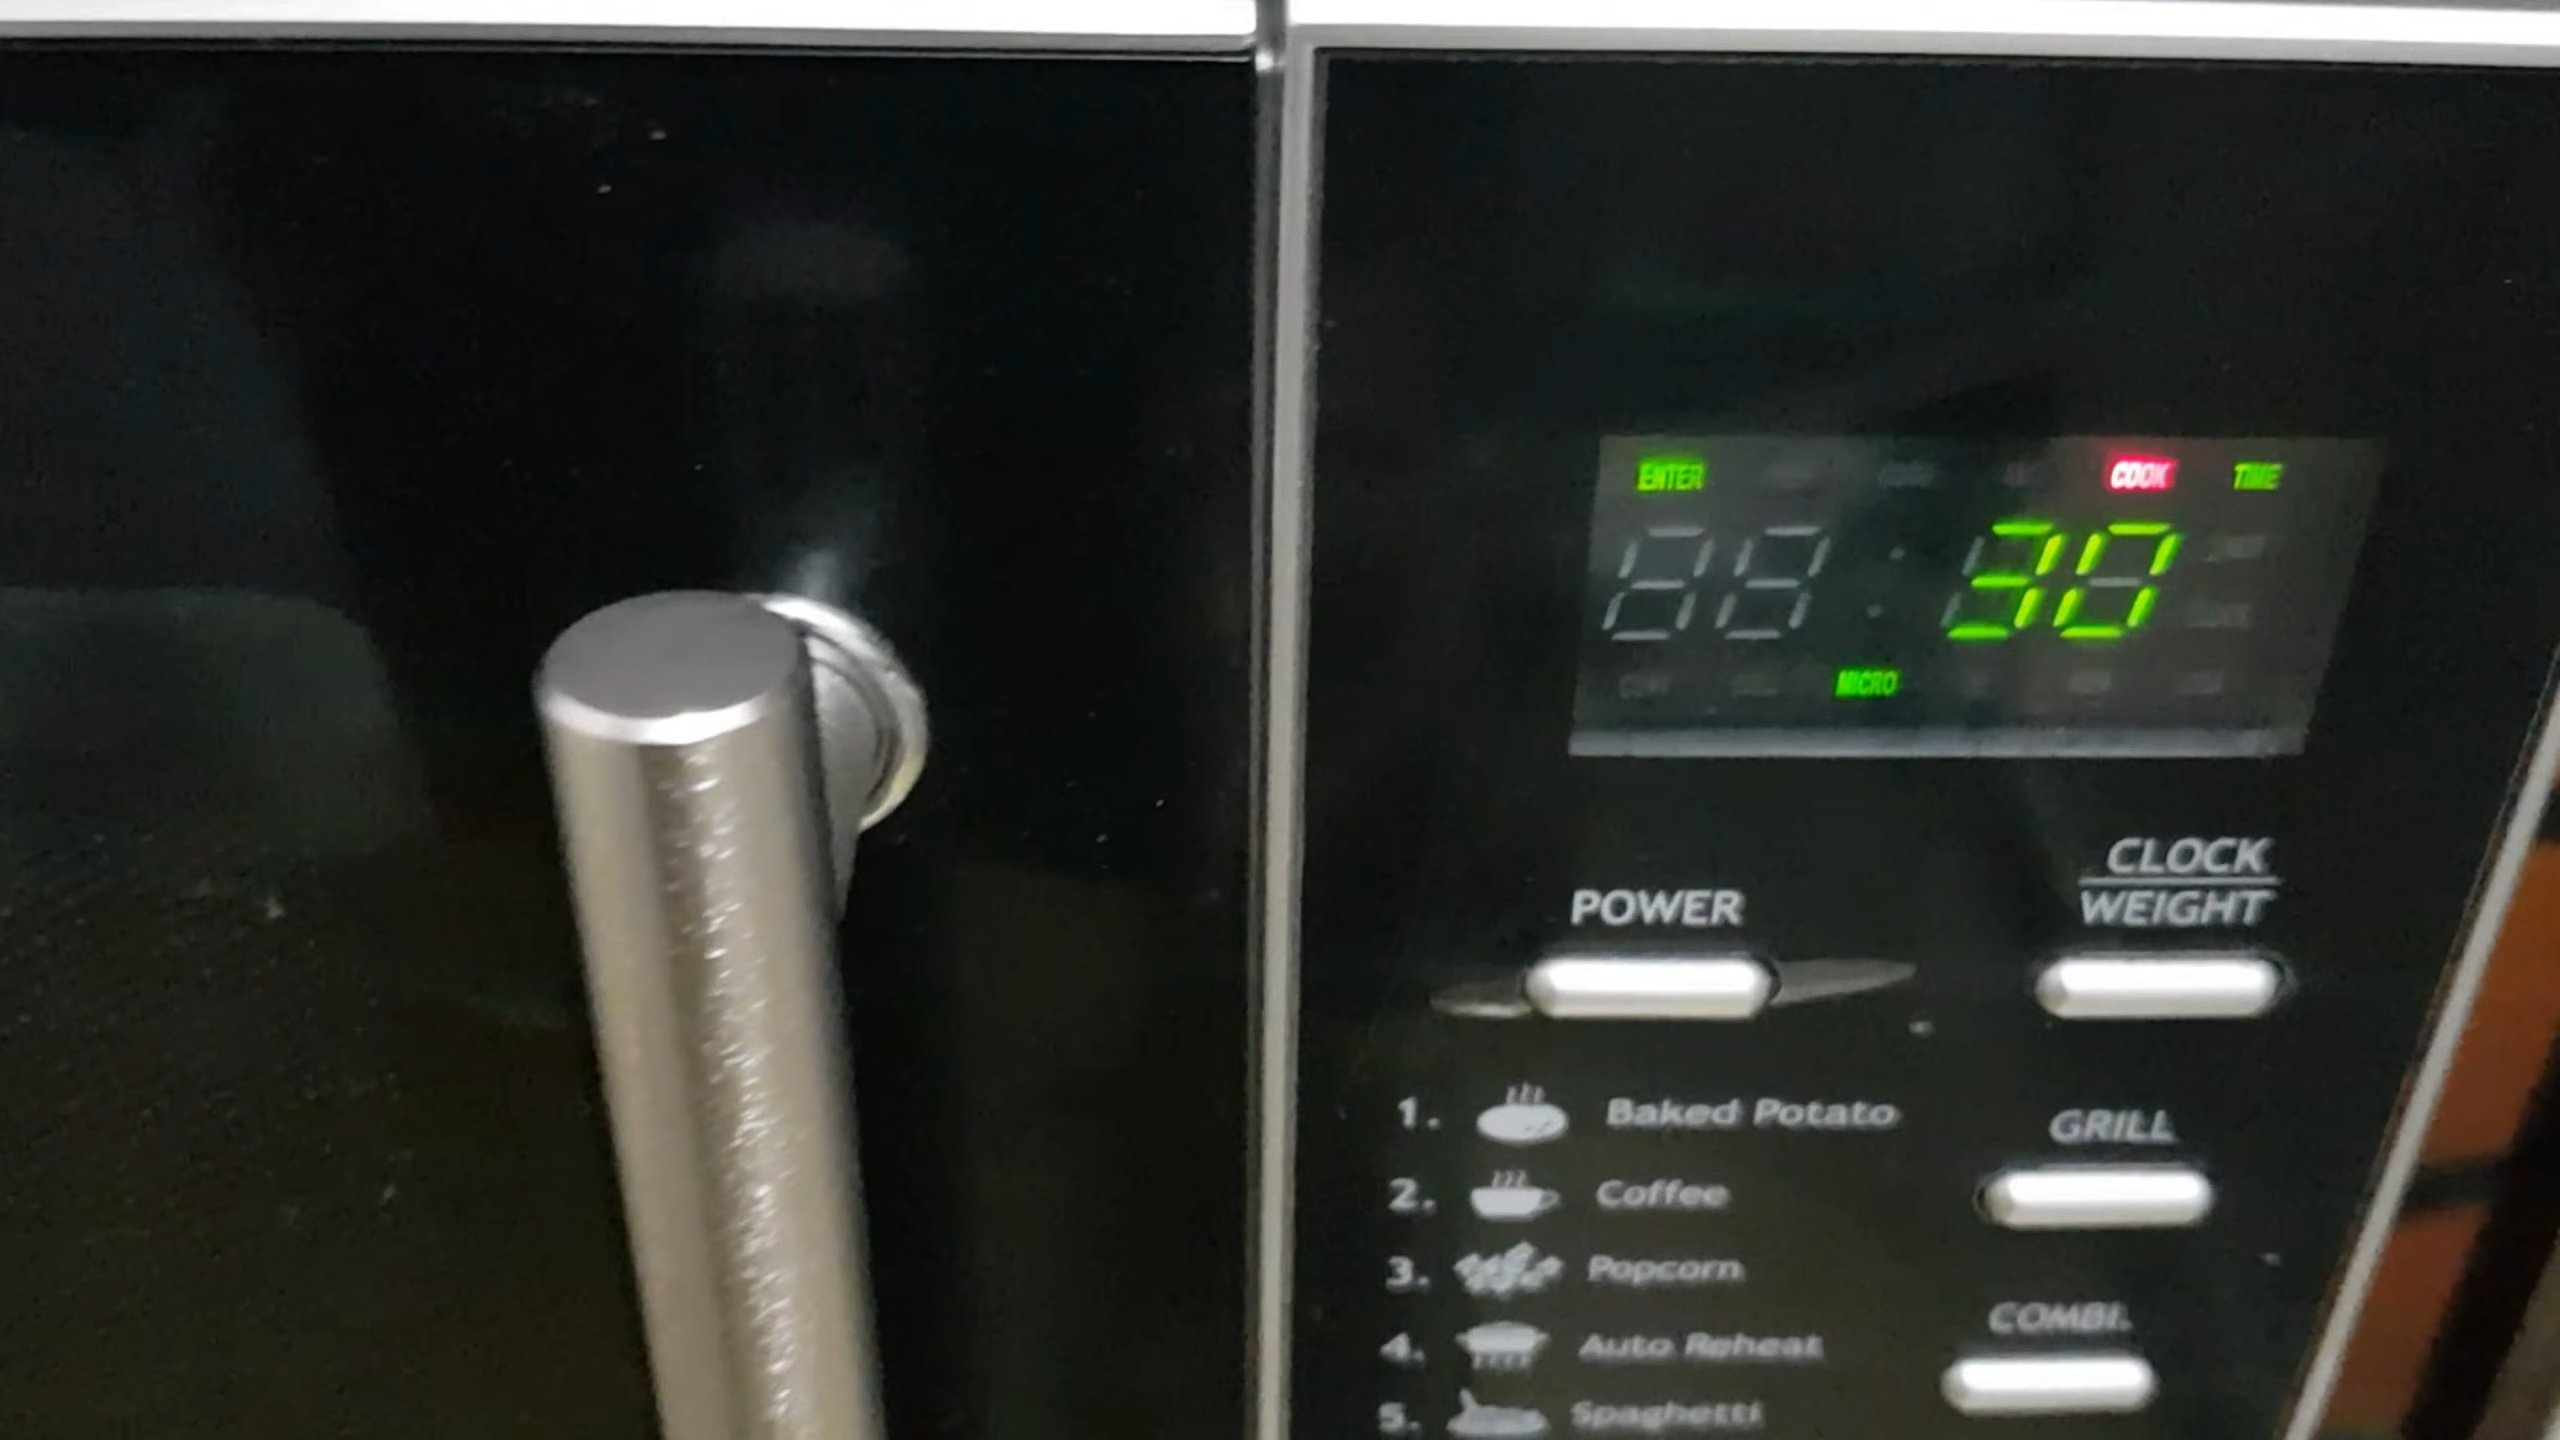 ENTER COOK TIME
30
MICRO
CLOCK
POWER WEIGHT
1. Baked Potato
GRILL
2. Coffee
3. Popcorn
COMBI.
4. Auto Reheat
5. Spaghetti